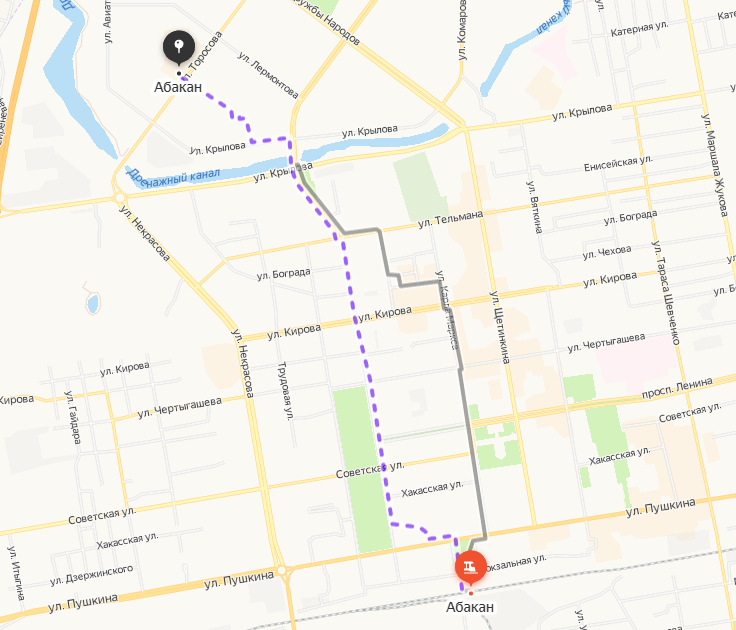 ул. Авиат
Дружбы Народов
ул. Комаров
й канал
Катерная ул.
ул. Торосова
ул. Лермонтова
Абакан
ул. Крылова
ул. Крылова
ул. Крылова
ул. Крылова
Дренажный канал
Енисейская ул.
ул. Маршала Жукова
ул. Некрасова
ул. Тельмана
ул. Вяткина
ул. Бограда
ул. Бограда
ул. Чехова
ул. Кирова
ул. Тараса Шевченко
ул. Карла Маркса
ул. Щетинкина
ул. Кирова
ул. Кирова
ул. Некрасова
ул. Чертыгашева
ул. Кирова
Кирова
ул. Гайдара
ул. Чертыгашева
Трудовая ул.
просп. Ленина
Советская ул.
Советская ул.
Хакасская ул.
Хакасская ул.
Советская ул.
ул. Пушкина
Хакасская ул.
ул. Итыгина
ул. Дзержинского
ул. Пушкина
ул. Пушкина
окзальная ул.
Абакан